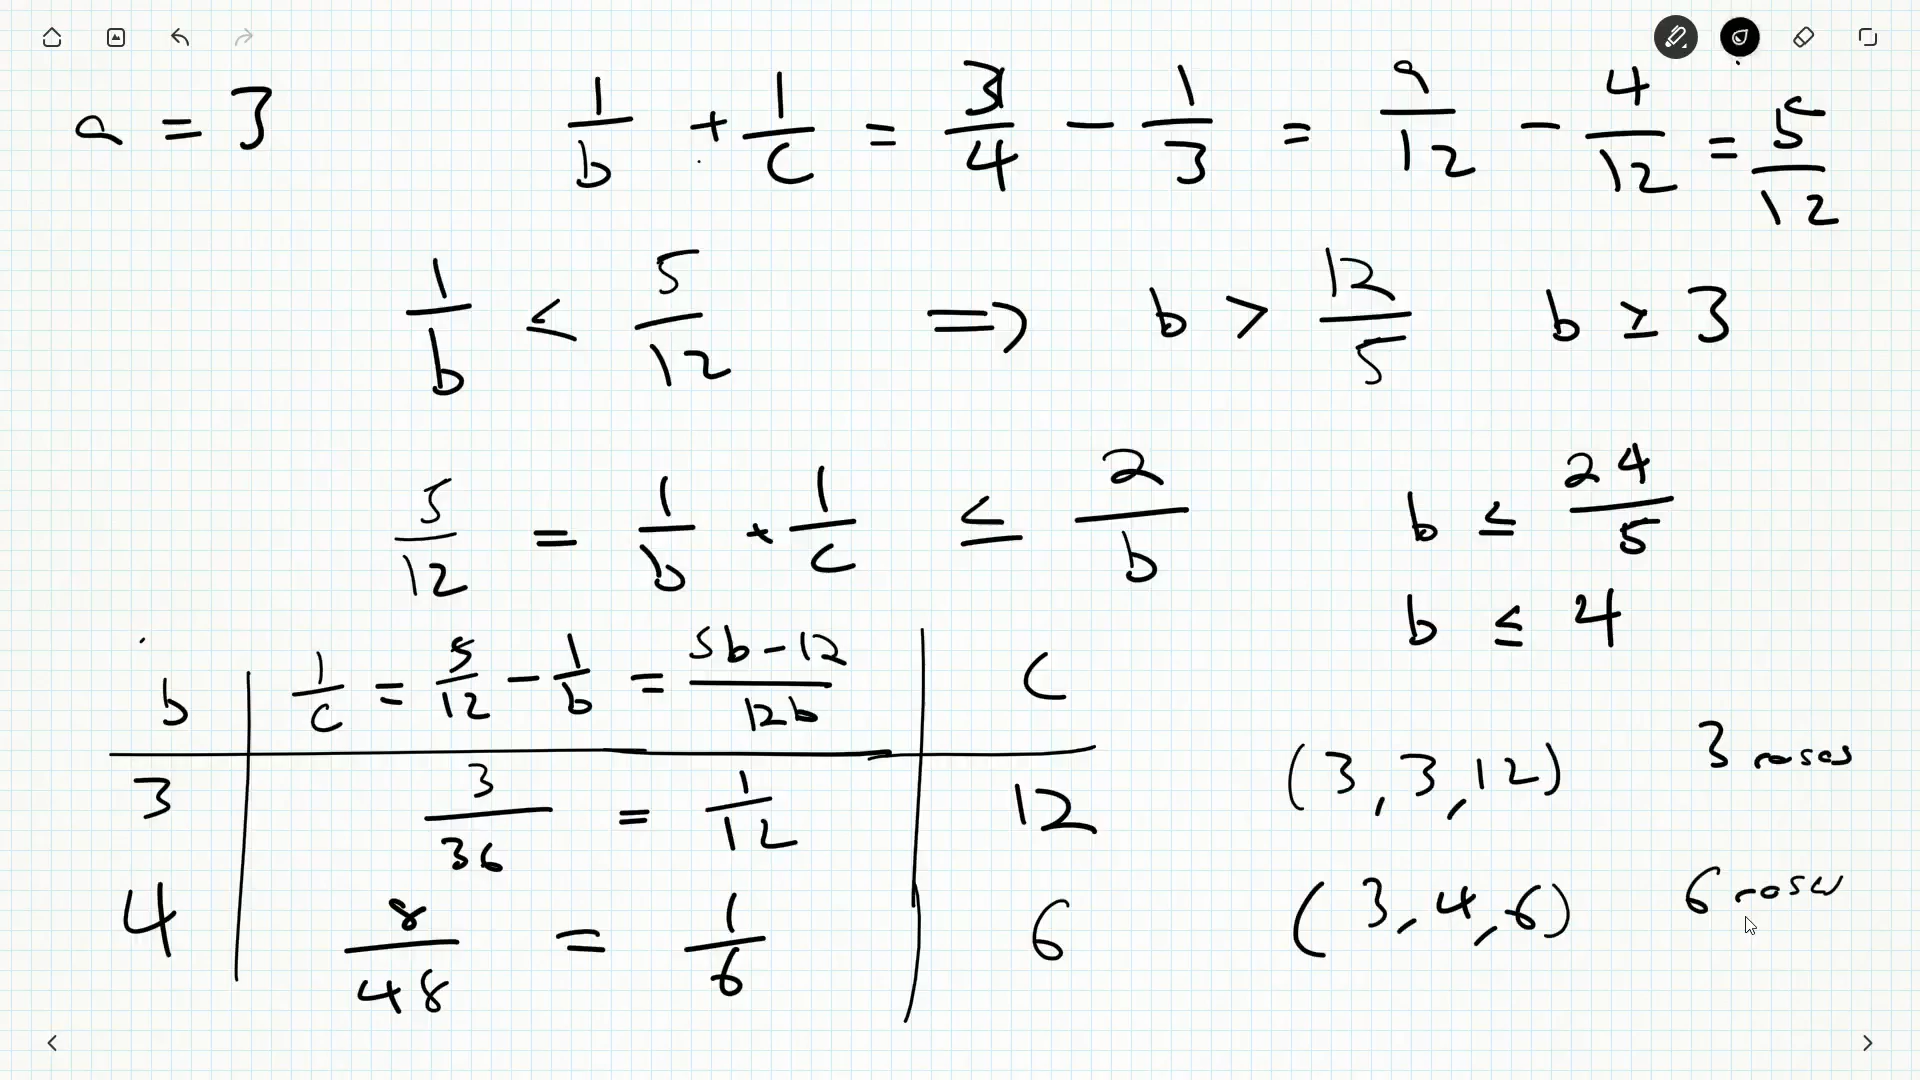 a = 3   1/b + 1/c = 3/4 − 1/3 = 9/12 − 4/12 = 5/12
1/b < 5/12 ⟹ b > 12/5   b ≥ 3
5/12 = 1/b + 1/c ≤ 2/b   b ≤ 24/5
b ≤ 4
b | 1/c = 5/12 − 1/b = (5b − 12)/12b | c
3 | 3/36 = 1/12 | 12   (3, 3, 12)   3 cases
4 | 8/48 = 1/6 | 6   (3, 4, 6)   6 cases